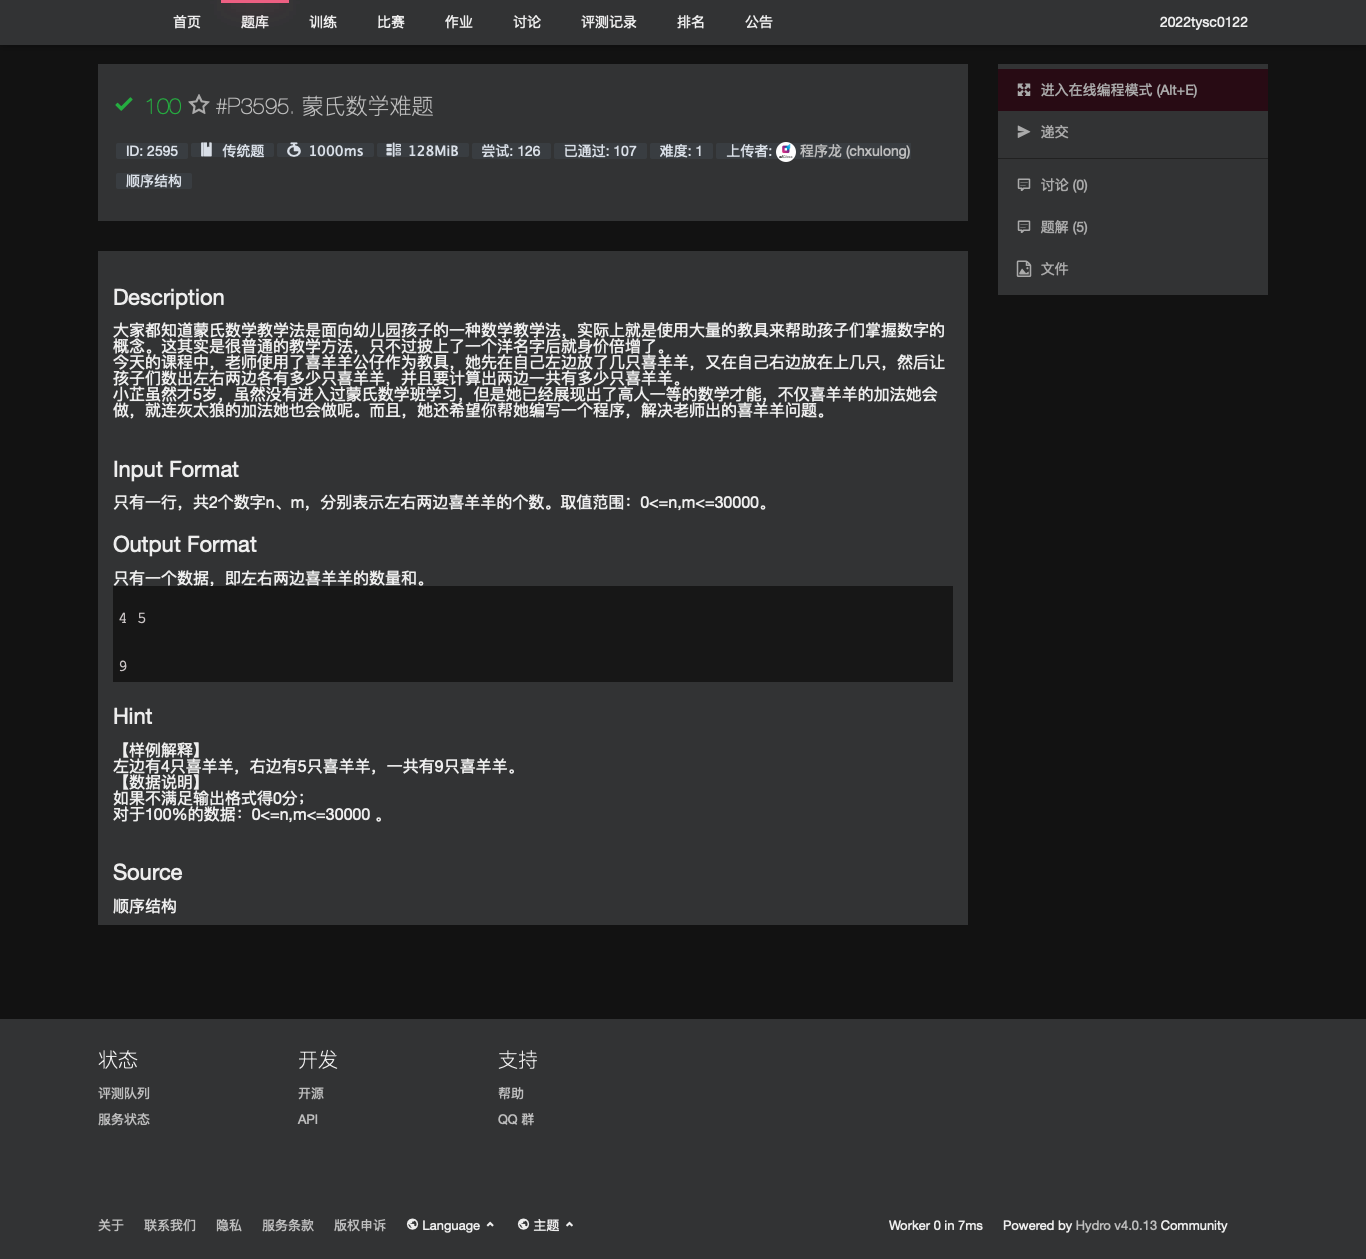 首页 题库 训练 比赛 作业 讨论 评测记录 排名 公告 2022tysc0122
100 #P3595. 蒙氏数学难题
ID: 2595 传统题 1000ms 128MiB 尝试: 126 已通过: 107 难度: 1 上传者: 程序龙 (chxulong)
顺序结构
进入在线编程模式 (Alt+E)
递交
讨论 (0)
题解 (5)
文件
Description
大家都知道蒙氏数学教学法是面向幼儿园孩子的一种数学教学法，实际上就是使用大量的教具来帮助孩子们掌握数字的
概念。这其实是很普通的教学方法，只不过披上了一个洋名字后就身价倍增了。
今天的课程中，老师使用了喜羊羊公仔作为教具，她先在自己左边放了几只喜羊羊，又在自己右边放在上几只，然后让
孩子们数出左右两边各有多少只喜羊羊，并且要计算出两边一共有多少只喜羊羊。
小芷虽然才5岁，虽然没有进入过蒙氏数学班学习，但是她已经展现出了高人一等的数学才能，不仅喜羊羊的加法她会
做，就连灰太狼的加法她也会做呢。而且，她还希望你帮她编写一个程序，解决老师出的喜羊羊问题。
Input Format
只有一行，共2个数字n、m，分别表示左右两边喜羊羊的个数。取值范围：0<=n,m<=30000。
Output Format
只有一个数据，即左右两边喜羊羊的数量和。
4 5
9
Hint
【样例解释】
左边有4只喜羊羊，右边有5只喜羊羊，一共有9只喜羊羊。
【数据说明】
如果不满足输出格式得0分；
对于100%的数据：0<=n,m<=30000 。
Source
顺序结构
状态 开发 支持
评测队列 开源 帮助
服务状态 API QQ 群
关于 联系我们 隐私 服务条款 版权申诉 Language 主题 Worker 0 in 7ms Powered by Hydro v4.0.13 Community